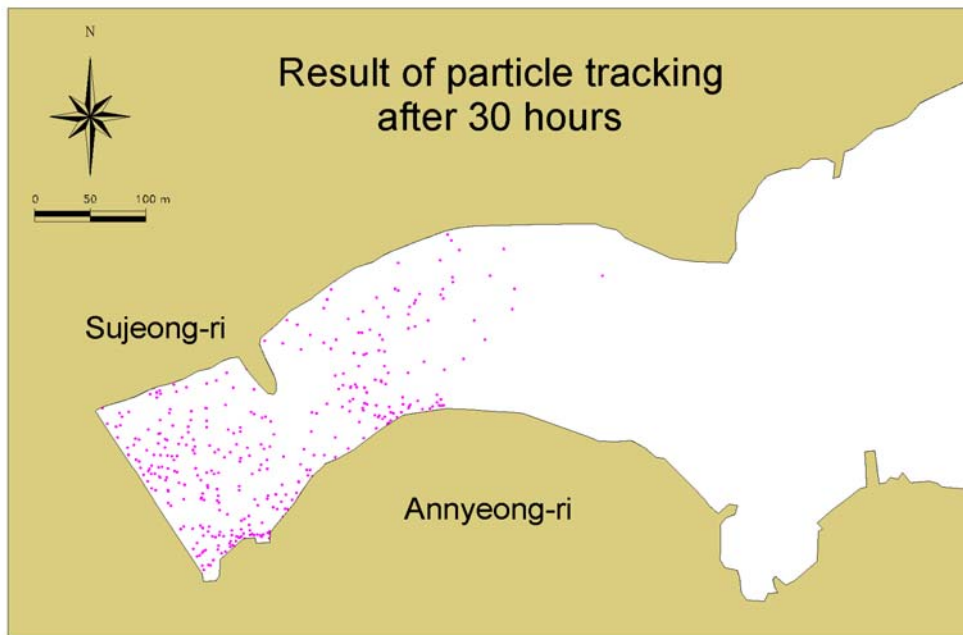 N
Result of particle tracking
after 30 hours
0 50 100 m
Sujeong-ri
Annyeong-ri